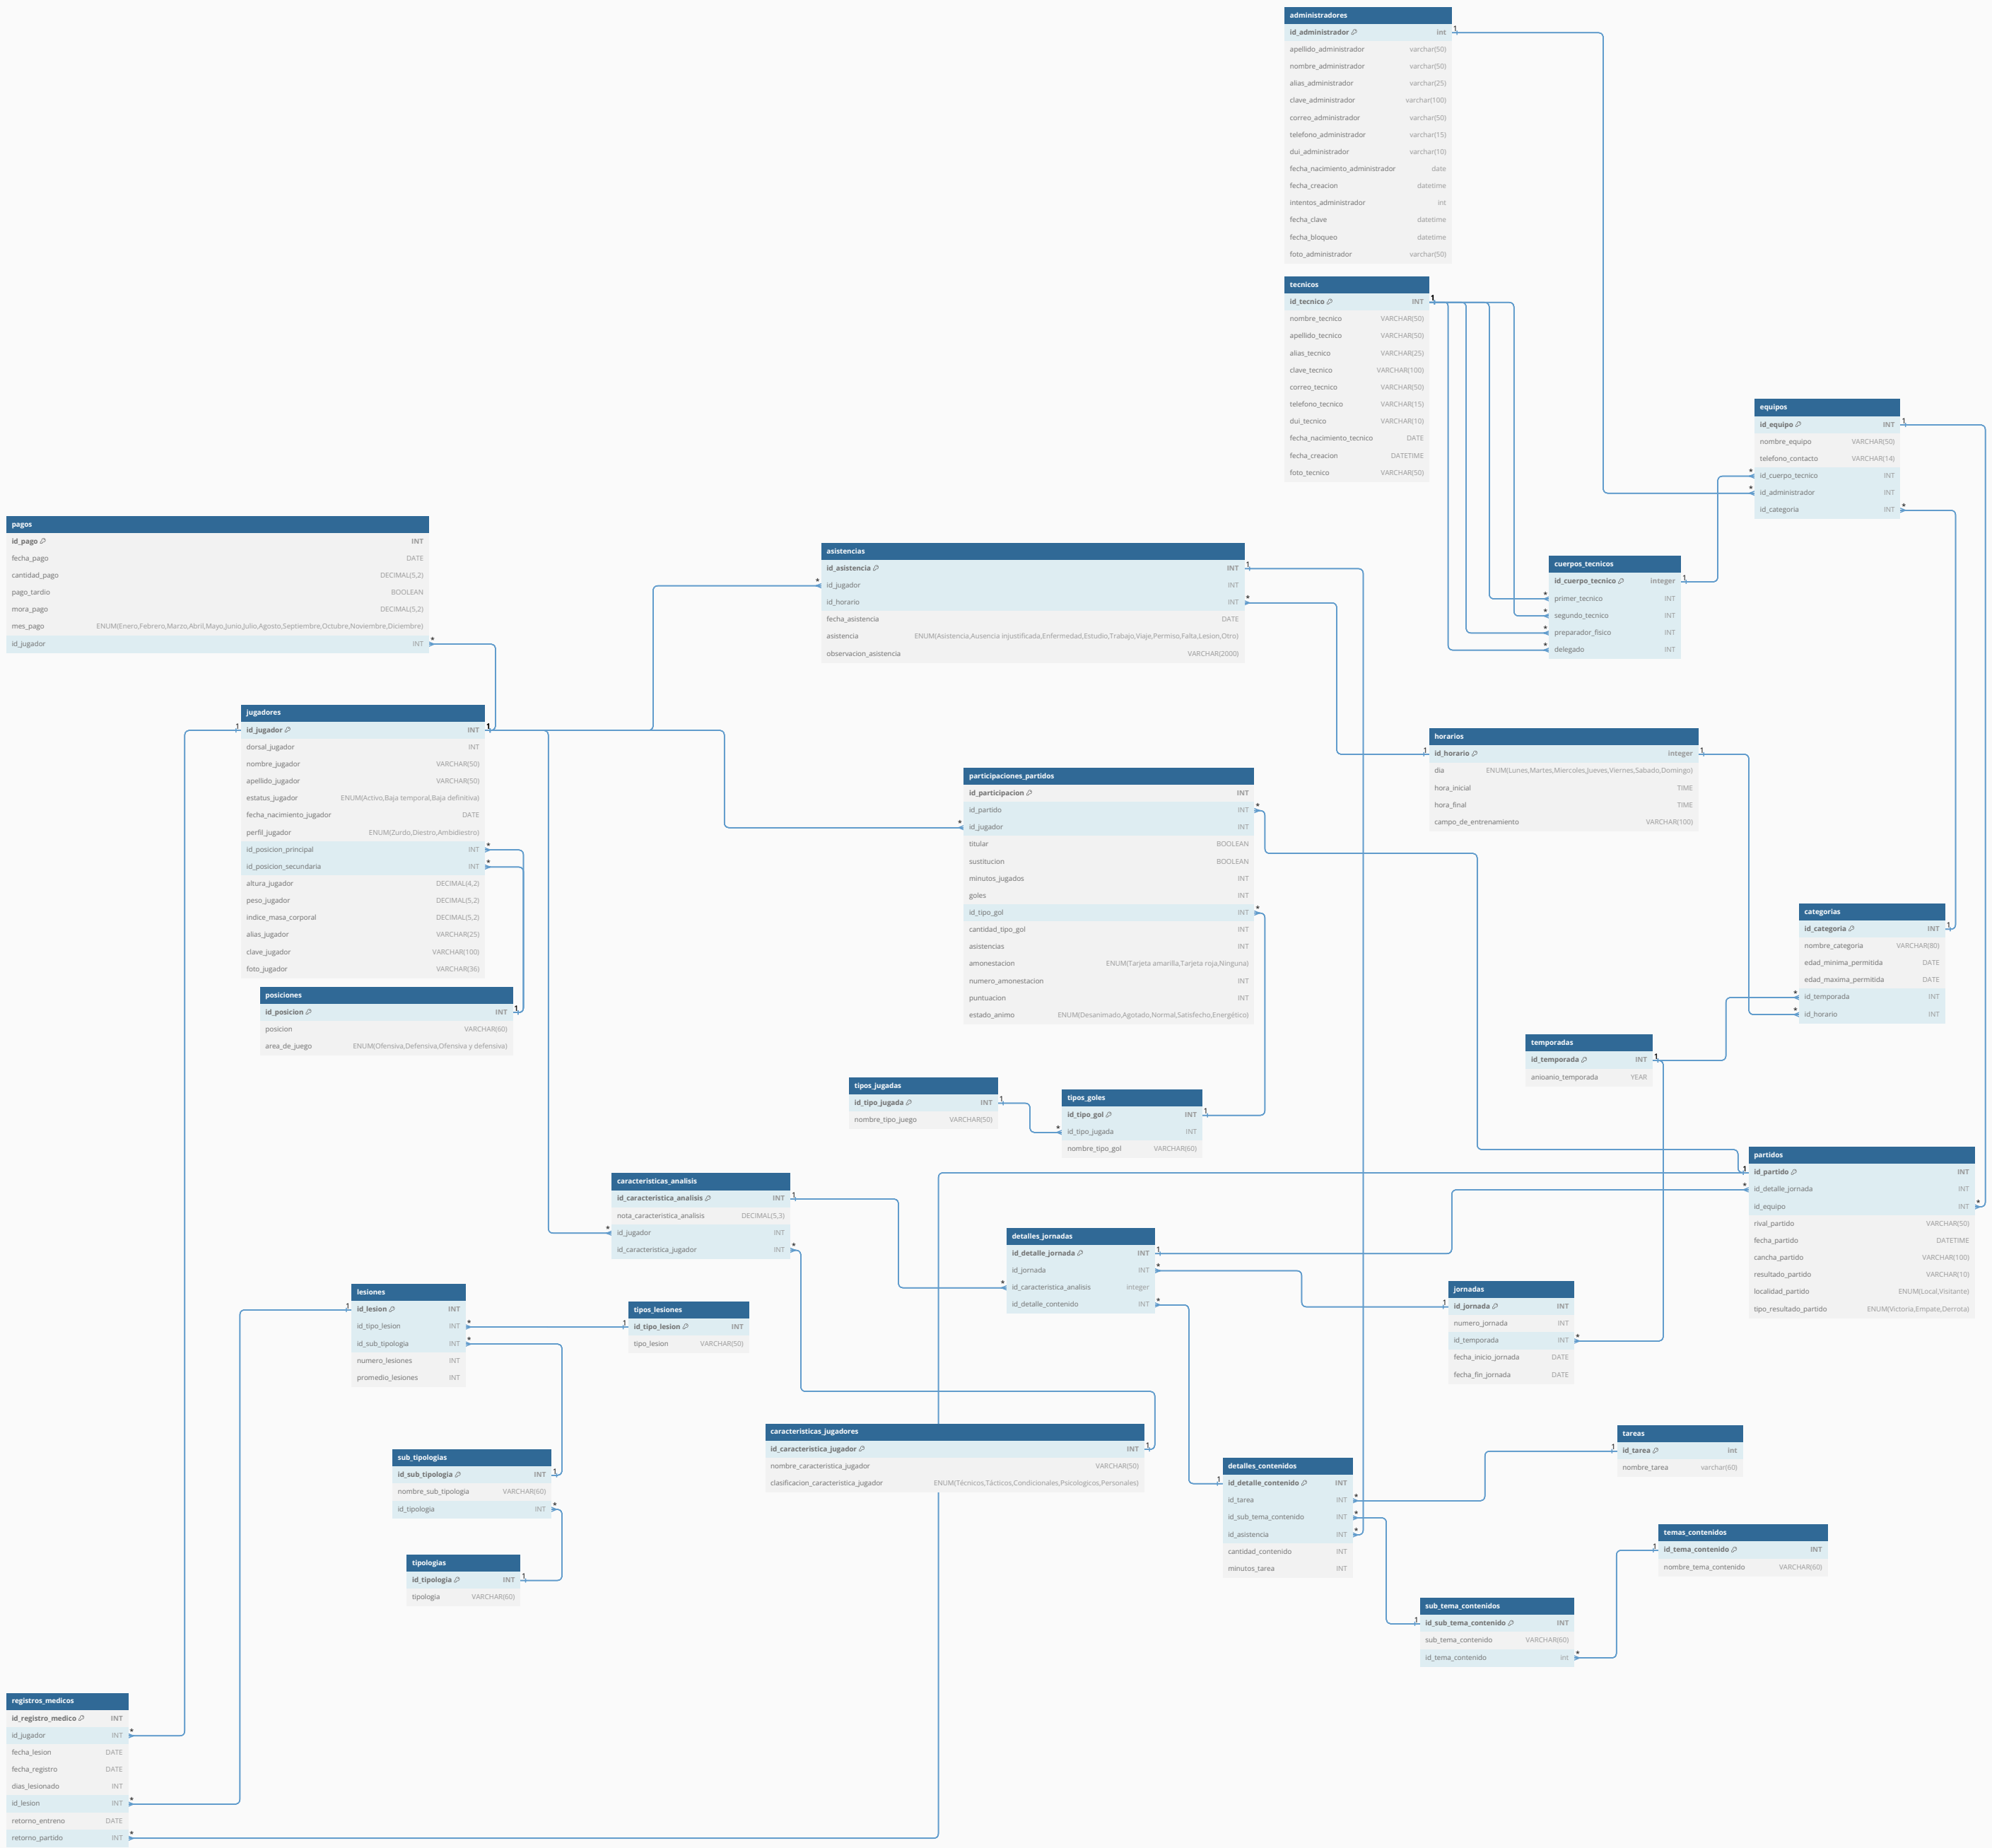 administradores
id_administrador int
apellido_administrador varchar(50)
nombre_administrador varchar(50)
alias_administrador varchar(25)
clave_administrador varchar(100)
correo_administrador varchar(50)
telefono_administrador varchar(15)
dui_administrador varchar(10)
fecha_nacimiento_administrador date
fecha_creacion datetime
intentos_administrador int
fecha_clave datetime
fecha_bloqueo datetime
foto_administrador varchar(50)
tecnicos
id_tecnico INT
nombre_tecnico VARCHAR(50)
apellido_tecnico VARCHAR(50)
alias_tecnico VARCHAR(25)
clave_tecnico VARCHAR(100)
correo_tecnico VARCHAR(50)
telefono_tecnico VARCHAR(15)
dui_tecnico VARCHAR(10)
fecha_nacimiento_tecnico DATE
fecha_creacion DATETIME
foto_tecnico VARCHAR(50)
equipos
id_equipo INT
nombre_equipo VARCHAR(50)
telefono_contacto VARCHAR(14)
id_cuerpo_tecnico INT
id_administrador INT
id_categoria INT
pagos
id_pago INT
fecha_pago DATE
cantidad_pago DECIMAL(5,2)
pago_tardio BOOLEAN
mora_pago DECIMAL(5,2)
mes_pago ENUM(Enero,Febrero,Marzo,Abril,Mayo,Junio,Julio,Agosto,Septiembre,Octubre,Noviembre,Diciembre)
id_jugador INT
asistencias
id_asistencia INT
id_jugador INT
id_horario INT
fecha_asistencia DATE
asistencia ENUM(Asistencia,Ausencia injustificada,Enfermedad,Estudio,Trabajo,Viaje,Permiso,Falta,Lesion,Otro)
observacion_asistencia VARCHAR(2000)
cuerpos_tecnicos
id_cuerpo_tecnico integer
primer_tecnico INT
segundo_tecnico INT
preparador_fisico INT
delegado INT
jugadores
id_jugador INT
dorsal_jugador INT
nombre_jugador VARCHAR(50)
apellido_jugador VARCHAR(50)
estatus_jugador ENUM(Activo,Baja temporal,Baja definitiva)
fecha_nacimiento_jugador DATE
perfil_jugador ENUM(Zurdo,Diestro,Ambidiestro)
id_posicion_principal INT
id_posicion_secundaria INT
altura_jugador DECIMAL(4,2)
peso_jugador DECIMAL(5,2)
indice_masa_corporal DECIMAL(5,2)
alias_jugador VARCHAR(25)
clave_jugador VARCHAR(100)
foto_jugador VARCHAR(36)
posiciones
id_posicion INT
posicion VARCHAR(60)
area_de_juego ENUM(Ofensiva,Defensiva,Ofensiva y defensiva)
participaciones_partidos
id_participacion INT
id_partido INT
id_jugador INT
titular BOOLEAN
sustitucion BOOLEAN
minutos_jugados INT
goles INT
id_tipo_gol INT
cantidad_tipo_gol INT
asistencias INT
amonestacion ENUM(Tarjeta amarilla,Tarjeta roja,Ninguna)
numero_amonestacion INT
puntuacion INT
estado_animo ENUM(Desanimado,Agotado,Normal,Satisfecho,Energético)
horarios
id_horario integer
dia ENUM(Lunes,Martes,Miercoles,Jueves,Viernes,Sabado,Domingo)
hora_inicial TIME
hora_final TIME
campo_de_entrenamiento VARCHAR(100)
categorias
id_categoria INT
nombre_categoria VARCHAR(80)
edad_minima_permitida DATE
edad_maxima_permitida DATE
id_temporada INT
id_horario INT
temporadas
id_temporada INT
anioanio_temporada YEAR
tipos_jugadas
id_tipo_jugada INT
nombre_tipo_juego VARCHAR(50)
tipos_goles
id_tipo_gol INT
id_tipo_jugada INT
nombre_tipo_gol VARCHAR(60)
partidos
id_partido INT
id_detalle_jornada INT
id_equipo INT
rival_partido VARCHAR(50)
fecha_partido DATETIME
cancha_partido VARCHAR(100)
resultado_partido VARCHAR(10)
localidad_partido ENUM(Local,Visitante)
tipo_resultado_partido ENUM(Victoria,Empate,Derrota)
caracteristicas_analisis
id_caracteristica_analisis INT
nota_caracteristica_analisis DECIMAL(5,3)
id_jugador INT
id_caracteristica_jugador INT
detalles_jornadas
id_detalle_jornada INT
id_jornada INT
id_caracteristica_analisis integer
id_detalle_contenido INT
lesiones
id_lesion INT
id_tipo_lesion INT
id_sub_tipologia INT
numero_lesiones INT
promedio_lesiones INT
tipos_lesiones
id_tipo_lesion INT
tipo_lesion VARCHAR(50)
jornadas
id_jornada INT
numero_jornada INT
id_temporada INT
fecha_inicio_jornada DATE
fecha_fin_jornada DATE
caracteristicas_jugadores
id_caracteristica_jugador INT
nombre_caracteristica_jugador VARCHAR(50)
clasificacion_caracteristica_jugador ENUM(Técnicos,Tácticos,Condicionales,Psicologicos,Personales)
tareas
id_tarea int
nombre_tarea varchar(60)
sub_tipologias
id_sub_tipologia INT
nombre_sub_tipologia VARCHAR(60)
id_tipologia INT
detalles_contenidos
id_detalle_contenido INT
id_tarea INT
id_sub_tema_contenido INT
id_asistencia INT
cantidad_contenido INT
minutos_tarea INT
temas_contenidos
id_tema_contenido INT
nombre_tema_contenido VARCHAR(60)
tipologias
id_tipologia INT
tipologia VARCHAR(60)
sub_tema_contenidos
id_sub_tema_contenido INT
sub_tema_contenido VARCHAR(60)
id_tema_contenido int
registros_medicos
id_registro_medico INT
id_jugador INT
fecha_lesion DATE
fecha_registro DATE
dias_lesionado INT
id_lesion INT
retorno_entreno DATE
retorno_partido INT